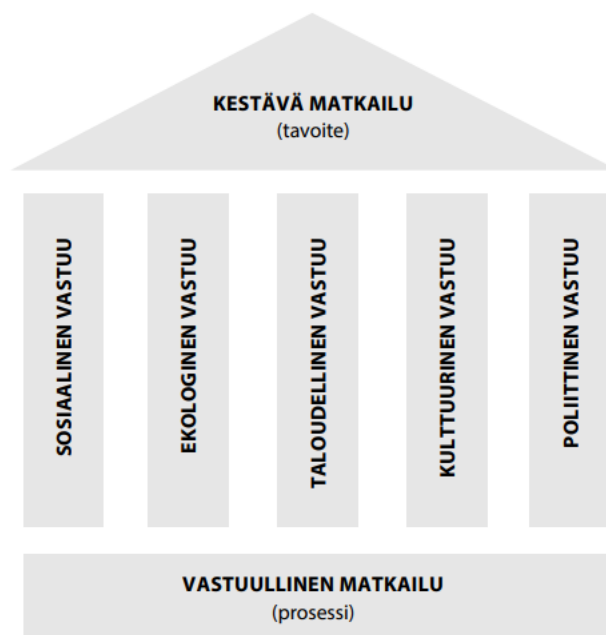 KESTÄVÄ MATKAILU
(tavoite)
SOSIAALINEN VASTUU
EKOLOGINEN VASTUU
TALOUDELLINEN VASTUU
KULTTUURINEN VASTUU
POLIITTINEN VASTUU
VASTUULLINEN MATKAILU
(prosessi)